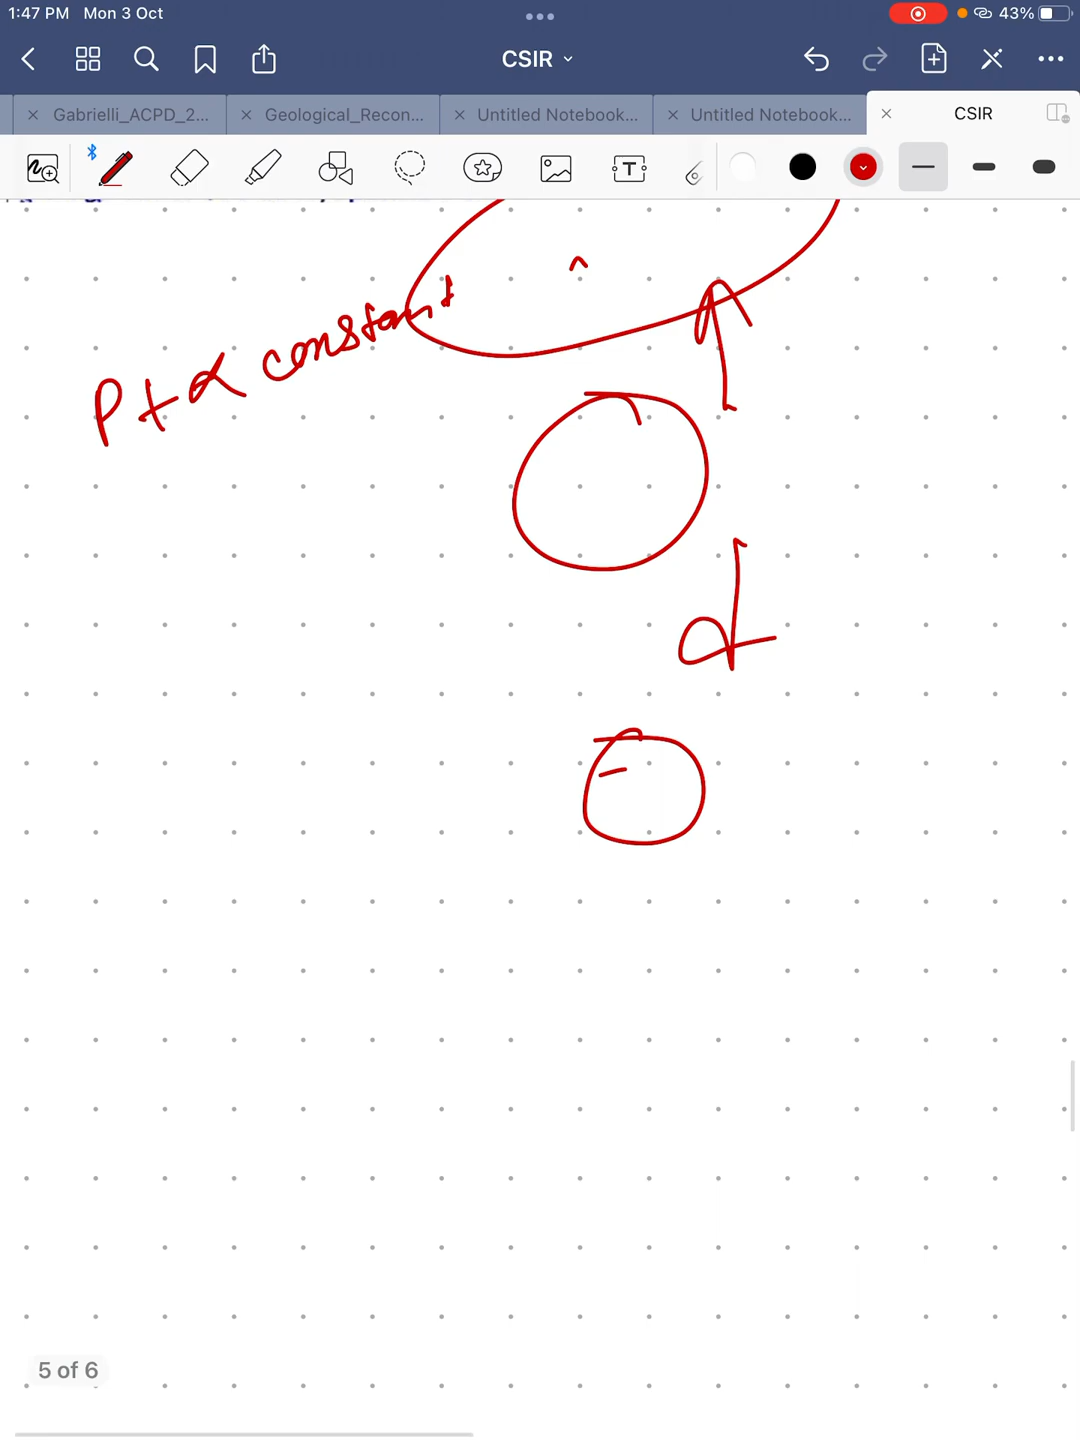 1:47 PM Mon 3 Oct
43%
CSIR
Gabrielli_ACPD_2...
Geological_Recon...
Untitled Notebook...
Untitled Notebook...
CSIR
T
P + α constant
5 of 6